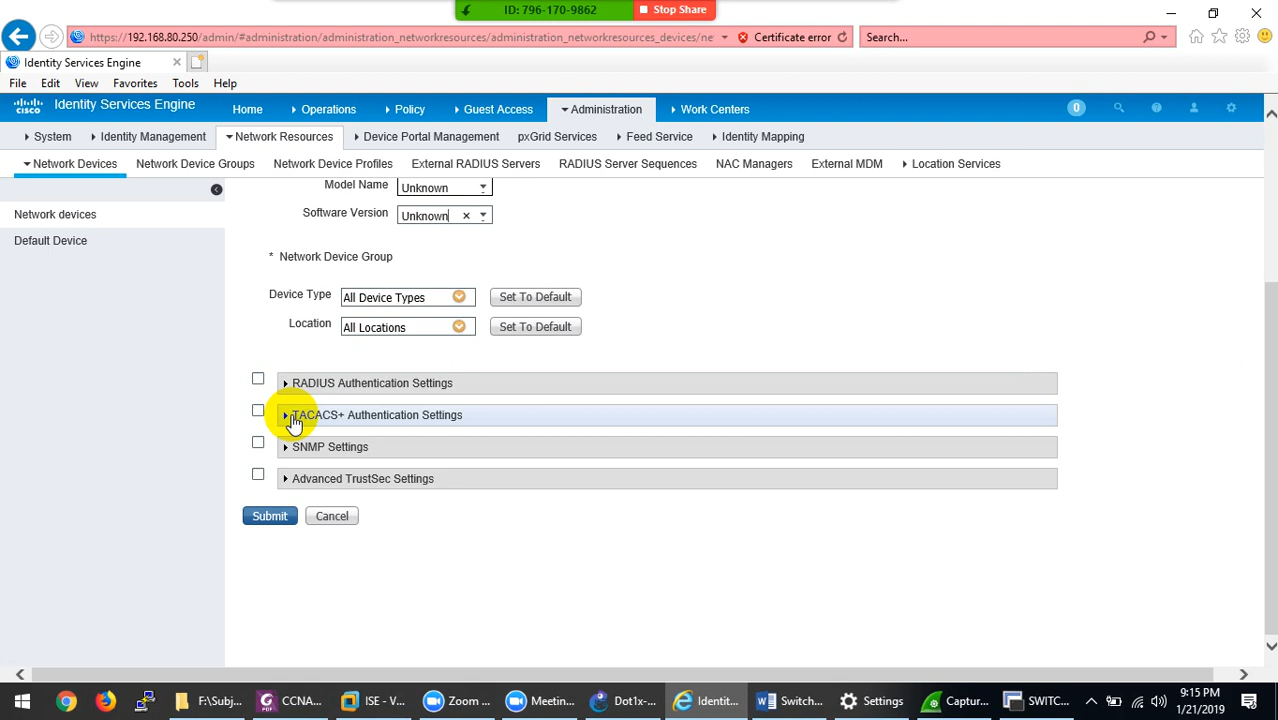 ID: 796-170-9862 Stop Share
https://192.168.80.250/admin/#administration/administration_networkresources/administration_networkresources_devices/ne Certificate error Search...
Identity Services Engine
File Edit View Favorites Tools Help
cisco Identity Services Engine Home Operations Policy Guest Access Administration Work Centers 0
System Identity Management Network Resources Device Portal Management pxGrid Services Feed Service Identity Mapping
Network Devices Network Device Groups Network Device Profiles External RADIUS Servers RADIUS Server Sequences NAC Managers External MDM Location Services
Network devices
Default Device
Model Name Unknown
Software Version Unknown
* Network Device Group
Device Type All Device Types Set To Default
Location All Locations Set To Default
RADIUS Authentication Settings
TACACS+ Authentication Settings
SNMP Settings
Advanced TrustSec Settings
Submit Cancel
F:\Subj... CCNA... ISE - V... Zoom ... Meetin... Dot1x-... Identit... Switch... Settings Captur... SWITC...
9:15 PM
1/21/2019